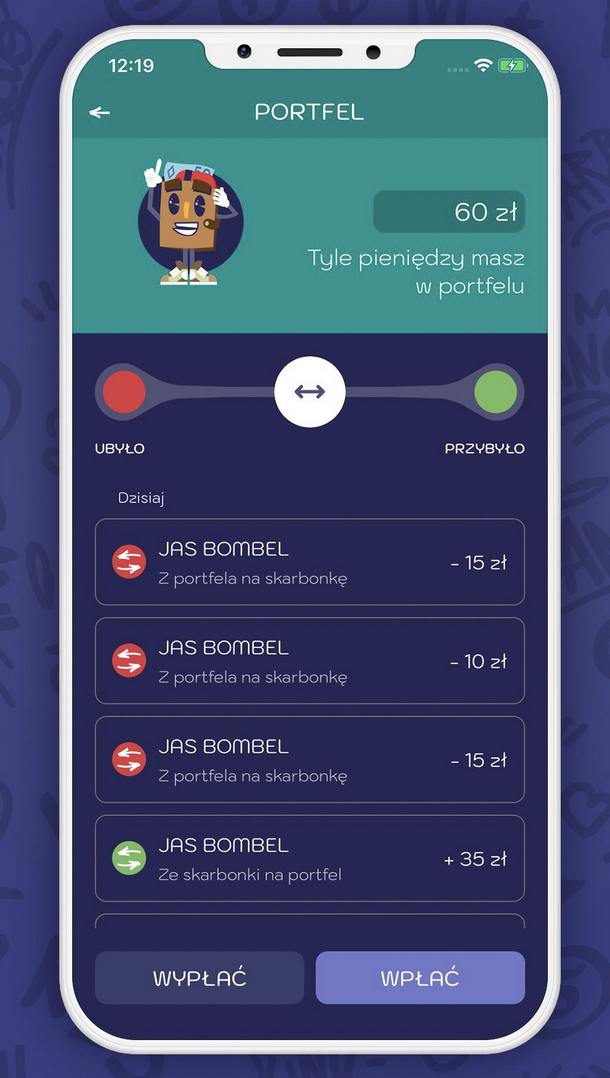 12:19
PORTFEL
60 zł
Tyle pieniędzy masz
w portfelu
UBYŁO
PRZYBYŁO
Dzisiaj
JAS BOMBEL
- 15 zł
Z portfela na skarbonkę
JAS BOMBEL
- 10 zł
Z portfela na skarbonkę
JAS BOMBEL
- 15 zł
Z portfela na skarbonkę
JAS BOMBEL
+ 35 zł
Ze skarbonki na portfel
WYPŁAĆ
WPŁAĆ